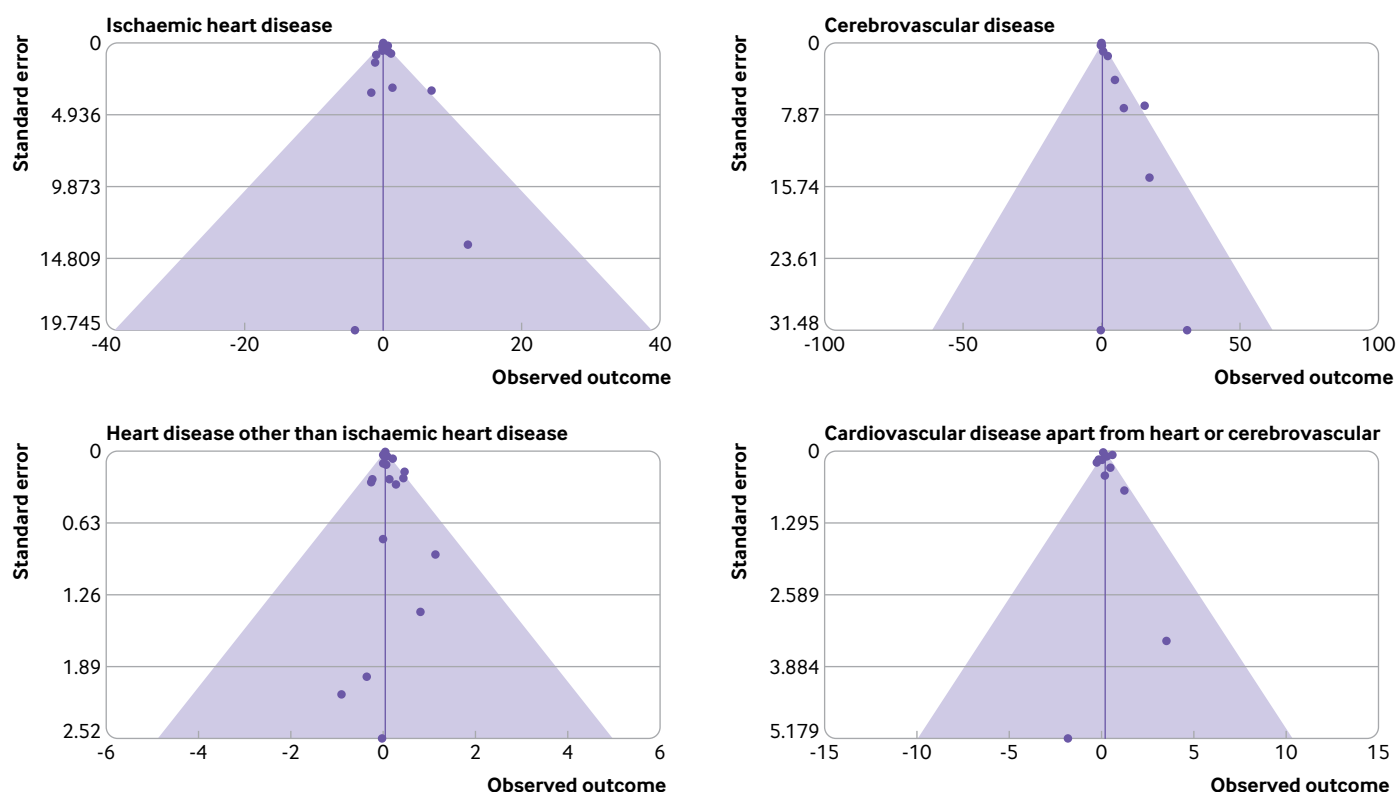 Ischaemic heart disease
Standard error
0
4.936
9.873
14.809
19.745
-40 -20 0 20 40
Observed outcome
Cerebrovascular disease
Standard error
0
7.87
15.74
23.61
31.48
-100 -50 0 50 100
Observed outcome
Heart disease other than ischaemic heart disease
Standard error
0
0.63
1.26
1.89
2.52
-6 -4 -2 0 2 4 6
Observed outcome
Cardiovascular disease apart from heart or cerebrovascular
Standard error
0
1.295
2.589
3.884
5.179
-15 -10 -5 0 5 10 15
Observed outcome